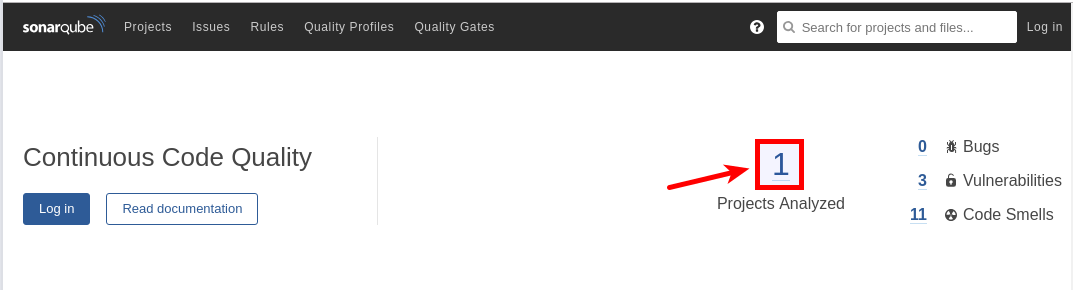 sonarqube Projects Issues Rules Quality Profiles Quality Gates ? Search for projects and files... Log in
Continuous Code Quality
Log in Read documentation
1
Projects Analyzed
0 Bugs
3 Vulnerabilities
11 Code Smells